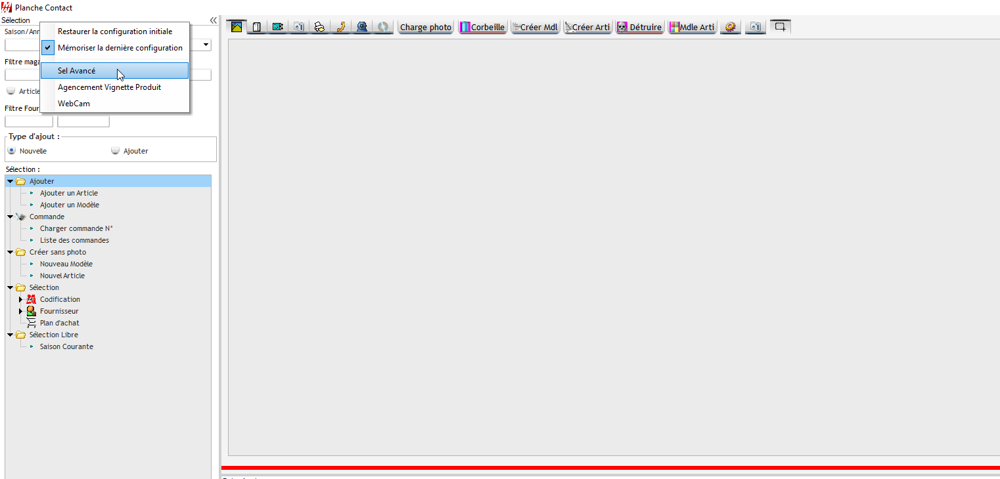 Planche Contact
Sélection
Saison/Ann
Restaurer la configuration initiale
Mémoriser la dernière configuration
Sel Avancé
Agencement Vignette Produit
WebCam
Filtre maga
Article
Filtre Four
Type d'ajout :
Nouvelle
Ajouter
Sélection :
Ajouter
Ajouter un Article
Ajouter un Modèle
Commande
Charger commande N°
Liste des commandes
Créer sans photo
Nouveau Modèle
Nouvel Article
Sélection
Codification
Fournisseur
Plan d'achat
Sélection Libre
Saison Courante
Charge photo
Corbeille
Créer Mdl
Créer Arti
Détruire
Mdle Arti